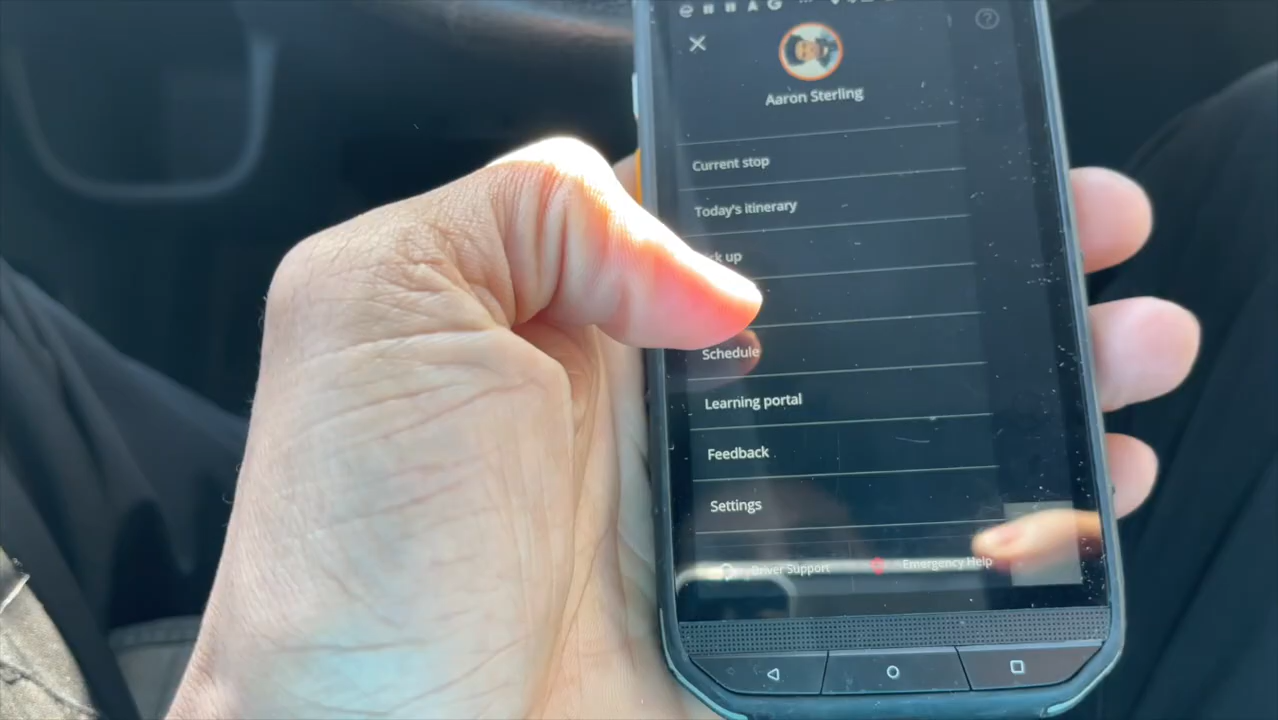 Aaron Sterling
Current stop
Today's itinerary
up
Schedule
Learning portal
Feedback
Settings
Driver Support
Emergency Help